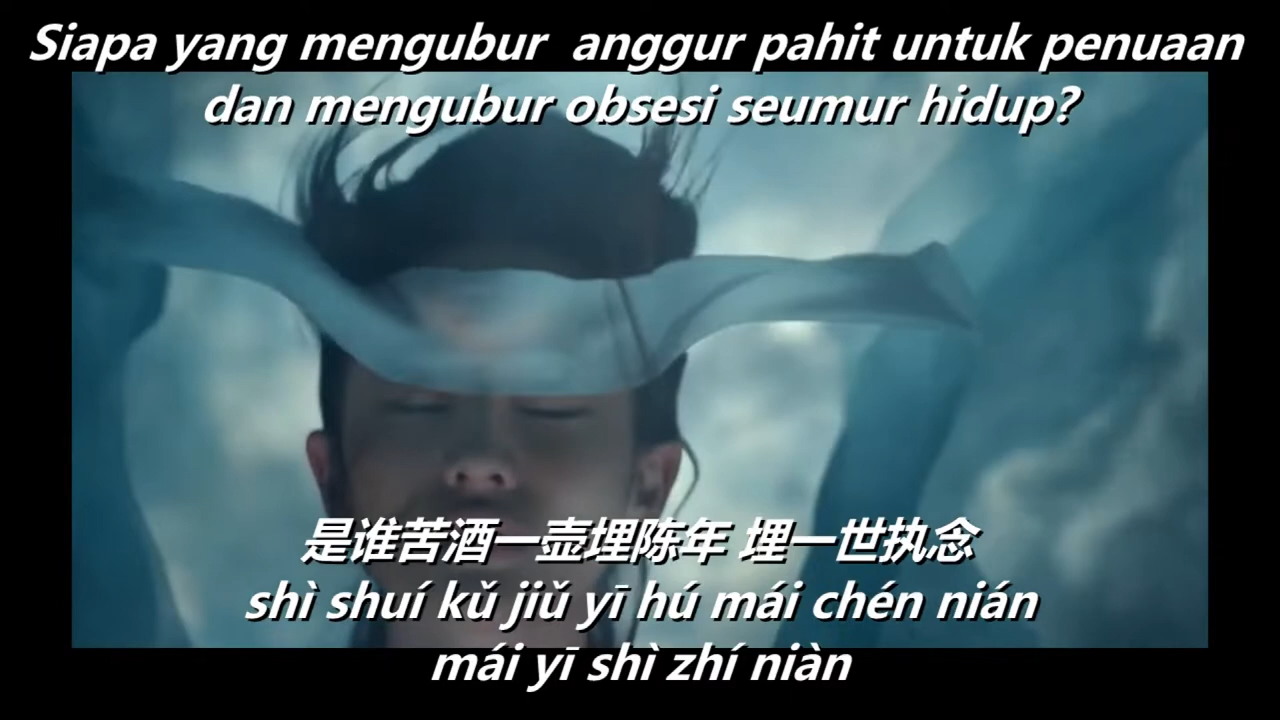 Siapa yang mengubur  anggur pahit untuk penuaan
dan mengubur obsesi seumur hidup?
是谁苦酒一壶埋陈年 埋一世执念
shì shuí kǔ jiǔ yī hú mái chén nián
mái yī shì zhí niàn